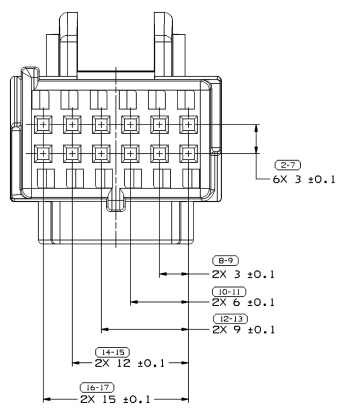 2-7
6X 3 ±0.1
8-9
2X 3 ±0.1
10-11
2X 6 ±0.1
12-13
2X 9 ±0.1
14-15
2X 12 ±0.1
16-17
2X 15 ±0.1